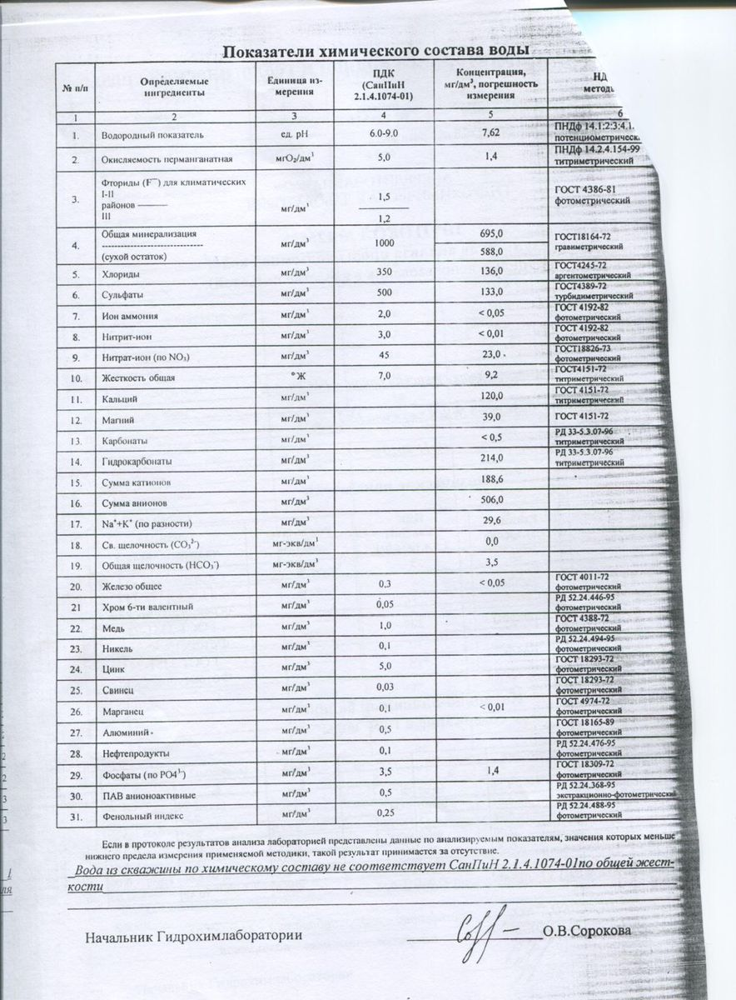 Показатели химического состава воды
№ п/п Определяемые ингредиенты Единица из-мерения ПДК (СанПиН 2.1.4.1074-01) Концентрация, мг/дм³, погрешность измерения НД
1 2 3 4 5 6
1. Водородный показатель ед. pH 6.0-9.0 7,62 ПНДф 14.1:2:3:4.1. потенциометрическ
2. Окисляемость перманганатная мгО₂/дм³ 5,0 1,4 ПНДф 14.2.4.154-99 титриметрический
3. Фториды (F⁻) для климатических I-II районов ——— III мг/дм³ 1,5 1,2 ГОСТ 4386-81 фотометрический
4. Общая минерализация ------------------------------ (сухой остаток) мг/дм³ 1000 695,0 588,0 ГОСТ18164-72 гравиметрический
5. Хлориды мг/дм³ 350 136,0 ГОСТ4245-72 аргентометрический
6. Сульфаты мг/дм³ 500 133,0 ГОСТ4389-72 турбидиметрический
7. Ион аммония мг/дм³ 2,0 < 0,05 ГОСТ 4192-82 фотометрический
8. Нитрит-ион мг/дм³ 3,0 < 0,01 ГОСТ 4192-82 фотометрический
9. Нитрат-ион (по NO₃) мг/дм³ 45 23,0 ГОСТ18826-73 фотометрический
10. Жесткость общая °Ж 7,0 9,2 ГОСТ4151-72 титриметрический
11. Кальций мг/дм³ 120,0 ГОСТ 4151-72 титриметрический
12. Магний мг/дм³ 39,0 ГОСТ 4151-72
13. Карбонаты мг/дм³ < 0,5 РД 33-5.3.07-96 титриметрический
14. Гидрокарбонаты мг/дм³ 214,0 РД 33-5.3.07-96 титриметрический
15. Сумма катионов мг/дм³ 188,6
16. Сумма анионов мг/дм³ 506,0
17. Na⁺+K⁺ (по разности) мг/дм³ 29,6
18. Св. щелочность (CO₃²⁻) мг-экв/дм³ 0,0
19. Общая щелочность (HCO₃⁻) мг-экв/дм³ 3,5
20. Железо общее мг/дм³ 0,3 < 0,05 ГОСТ 4011-72 фотометрический
21 Хром 6-ти валентный мг/дм³ 0,05 РД 52.24.446-95 фотометрический
22. Медь мг/дм³ 1,0 ГОСТ 4388-72 фотометрический
23. Никель мг/дм³ 0,1 РД 52.24.494-95 фотометрический
24. Цинк мг/дм³ 5,0 ГОСТ 18293-72 фотометрический
25. Свинец мг/дм³ 0,03 ГОСТ 18293-72 фотометрический
26. Марганец мг/дм³ 0,1 < 0,01 ГОСТ 4974-72 фотометрический
27. Алюминий мг/дм³ 0,5 ГОСТ 18165-89 фотометрический
28. Нефтепродукты мг/дм³ 0,1 РД 52.24.476-95 фотометрический
29. Фосфаты (по PO4³⁻) мг/дм³ 3,5 1,4 ГОСТ 18309-72 фотометрический
30. ПАВ анионоактивные мг/дм³ 0,5 РД 52.24.368-95 экстракционно-фотометрический
31. Фенольный индекс мг/дм³ 0,25 РД 52.24.488-95 фотометрический
Если в протоколе результатов анализа лабораторией представлены данные по анализируемым показателям, значения которых меньше
нижнего предела измерения применяемой методики, такой результат принимается за отсутствие.
Вода из скважины по химическому составу не соответствует СанПиН 2.1.4.1074-01по общей жест-
кости
Начальник Гидрохимлаборатории О.В.Сорокова